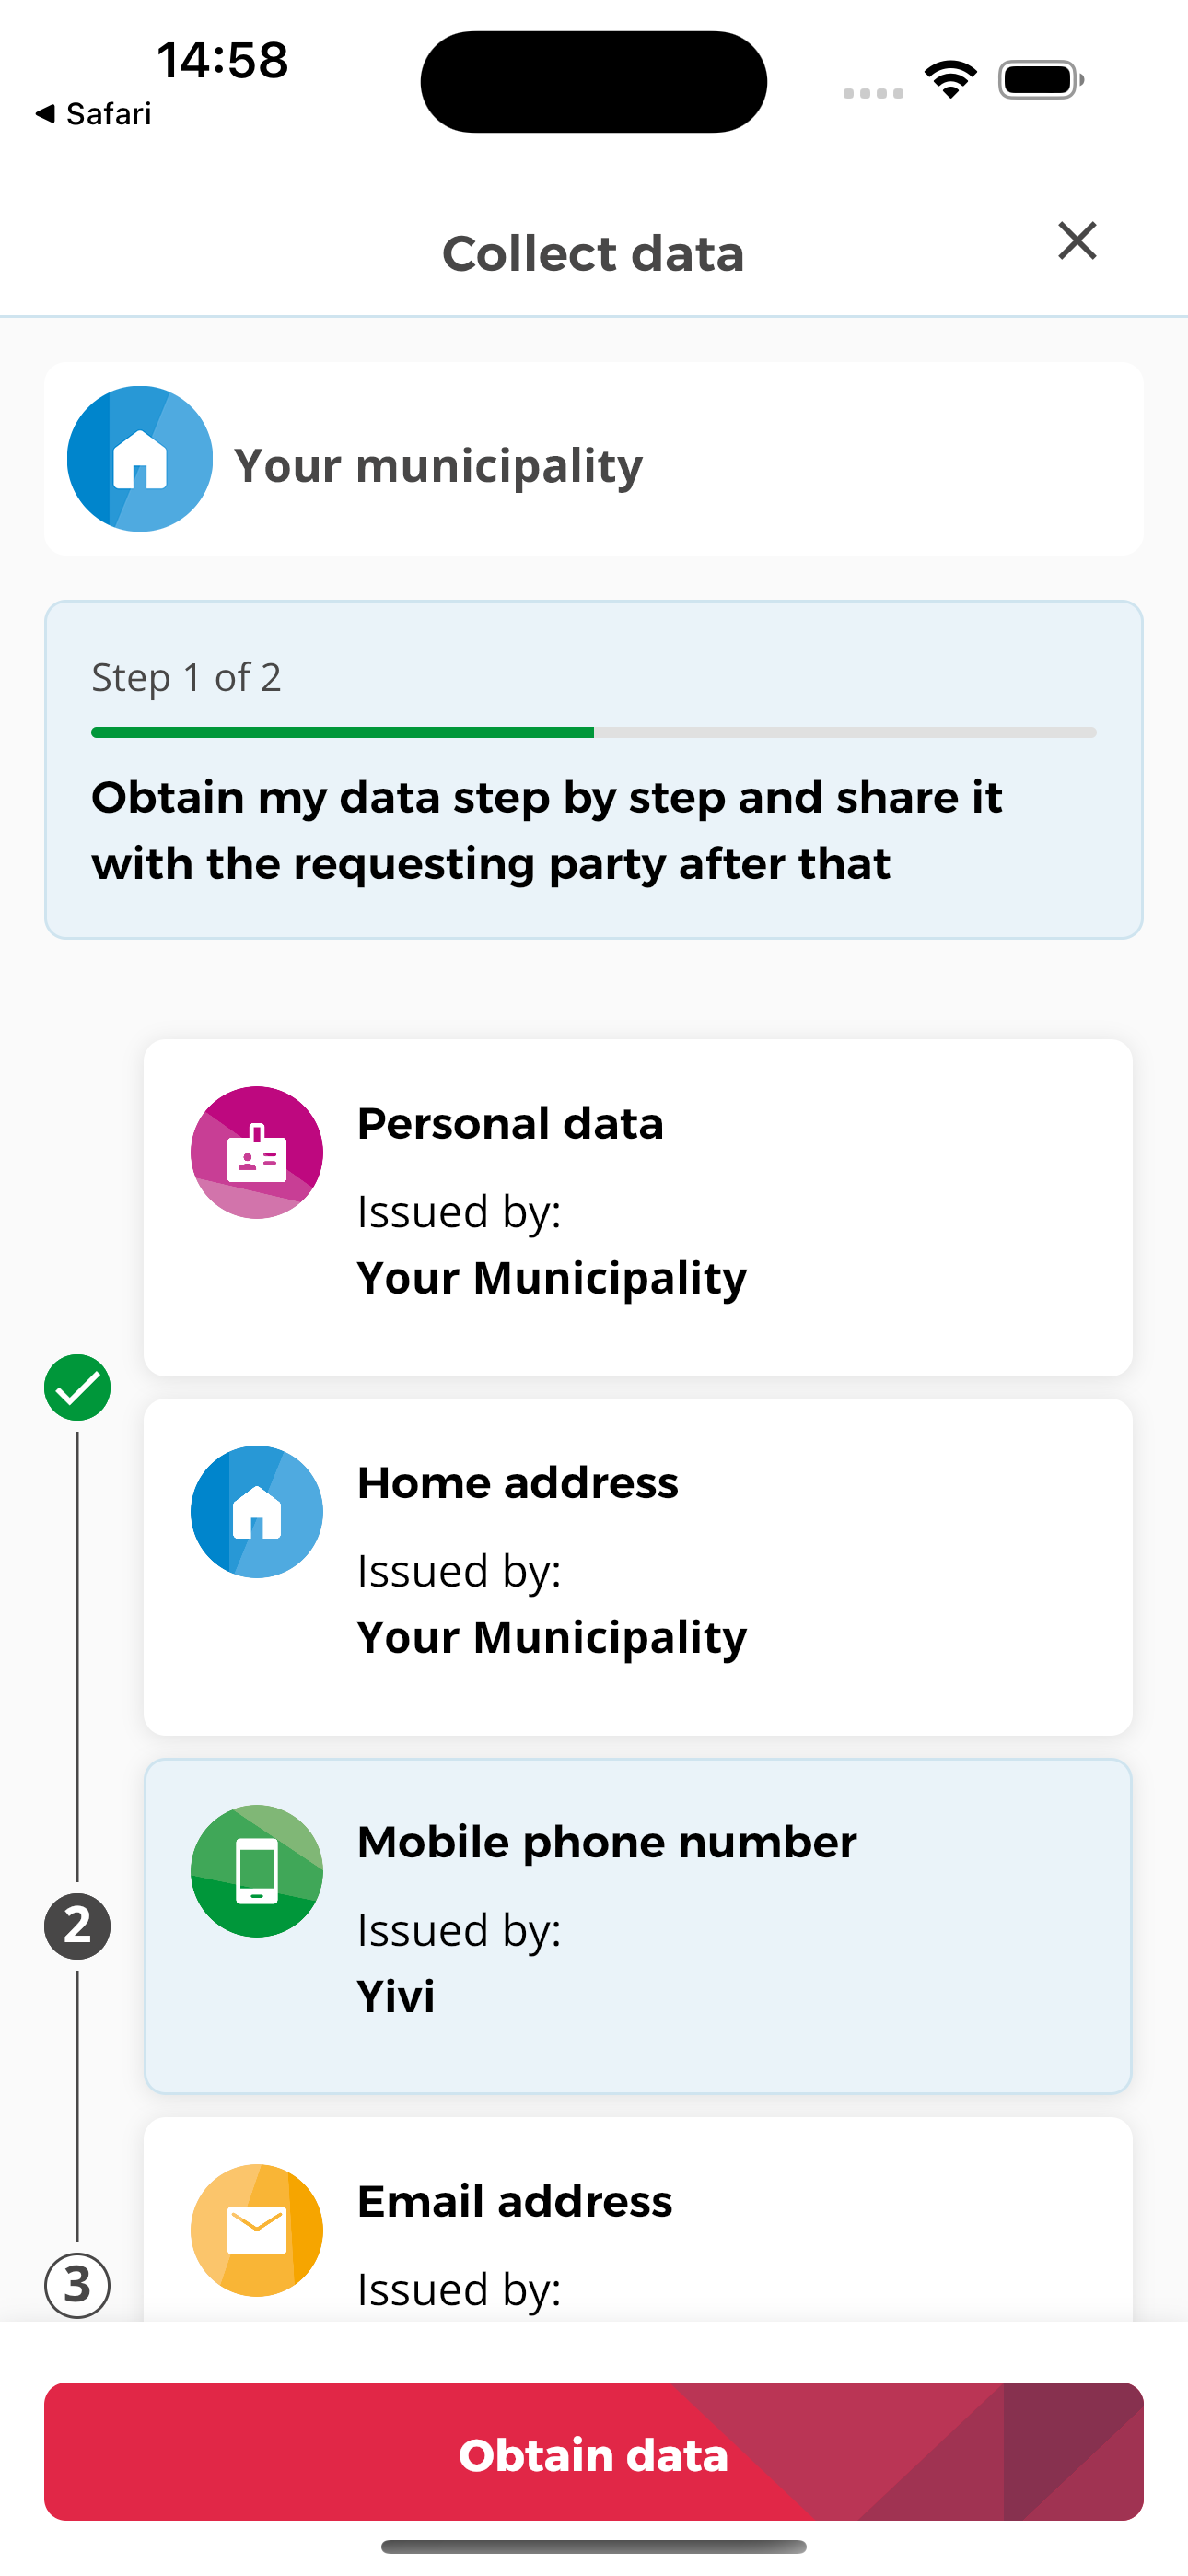 14:58
◀ Safari
Collect data
Your municipality
Step 1 of 2
Obtain my data step by step and share it
with the requesting party after that
Personal data
Issued by:
Your Municipality
Home address
Issued by:
Your Municipality
2
Mobile phone number
Issued by:
Yivi
3
Email address
Issued by:
Obtain data